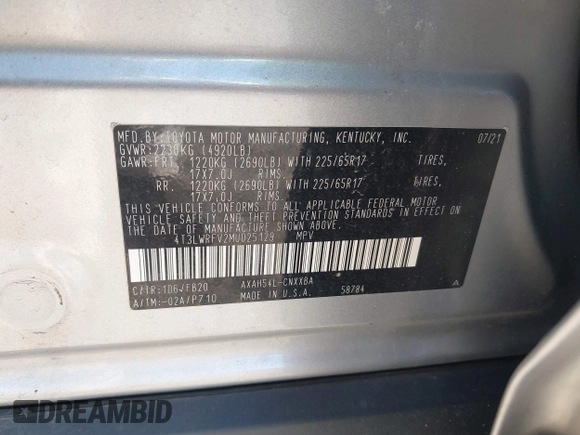 MFD.BY:TOYOTA MOTOR MANUFACTURING, KENTUCKY, INC. 07/21
GVWR:2230KG (4920LB)
GAWR:FRT. 1220KG (2690LB) WITH 225/65R17 TIRES,
17X7.0J RIMS.
RR. 1220KG (2690LB) WITH 225/65R17 TIRES,
17X7.0J RIMS.
THIS VEHICLE CONFORMS TO ALL APPLICABLE FEDERAL MOTOR
VEHICLE SAFETY AND THEFT PREVENTION STANDARDS IN EFFECT ON
THE DATE OF MANUFACTURE SHOWN ABOVE.
4T3LWRFV2MU025129 MPV
C/TR:1D6/FB20 AXAH54L-CNXXBA
A/TM:-02A/P710 MADE IN U.S.A. 58784 A
DREAMBID